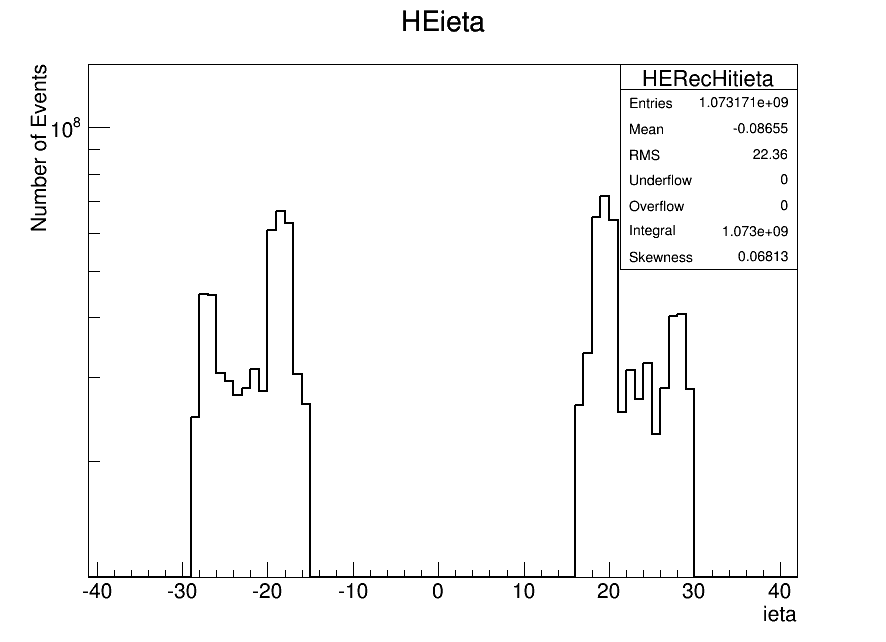 HEieta
Number of Events
10⁸
HERecHitieta
Entries 1.073171e+09
Mean -0.08655
RMS 22.36
Underflow 0
Overflow 0
Integral 1.073e+09
Skewness 0.06813
-40 -30 -20 -10 0 10 20 30 40
ieta